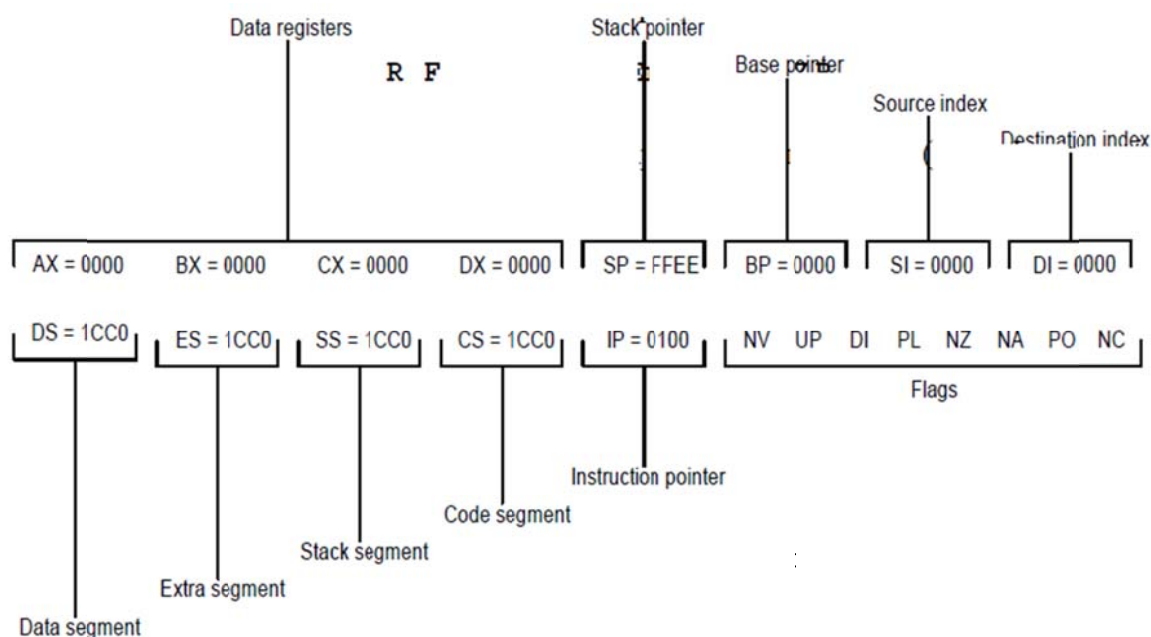 Data registers
Stack pointer
R F
Base pointer
Source index
Destination index
AX = 0000 BX = 0000 CX = 0000 DX = 0000 SP = FFEE BP = 0000 SI = 0000 DI = 0000
DS = 1CC0 ES = 1CC0 SS = 1CC0 CS = 1CC0 IP = 0100 NV UP DI PL NZ NA PO NC
Flags
Instruction pointer
Code segment
Stack segment
Extra segment
Data segment